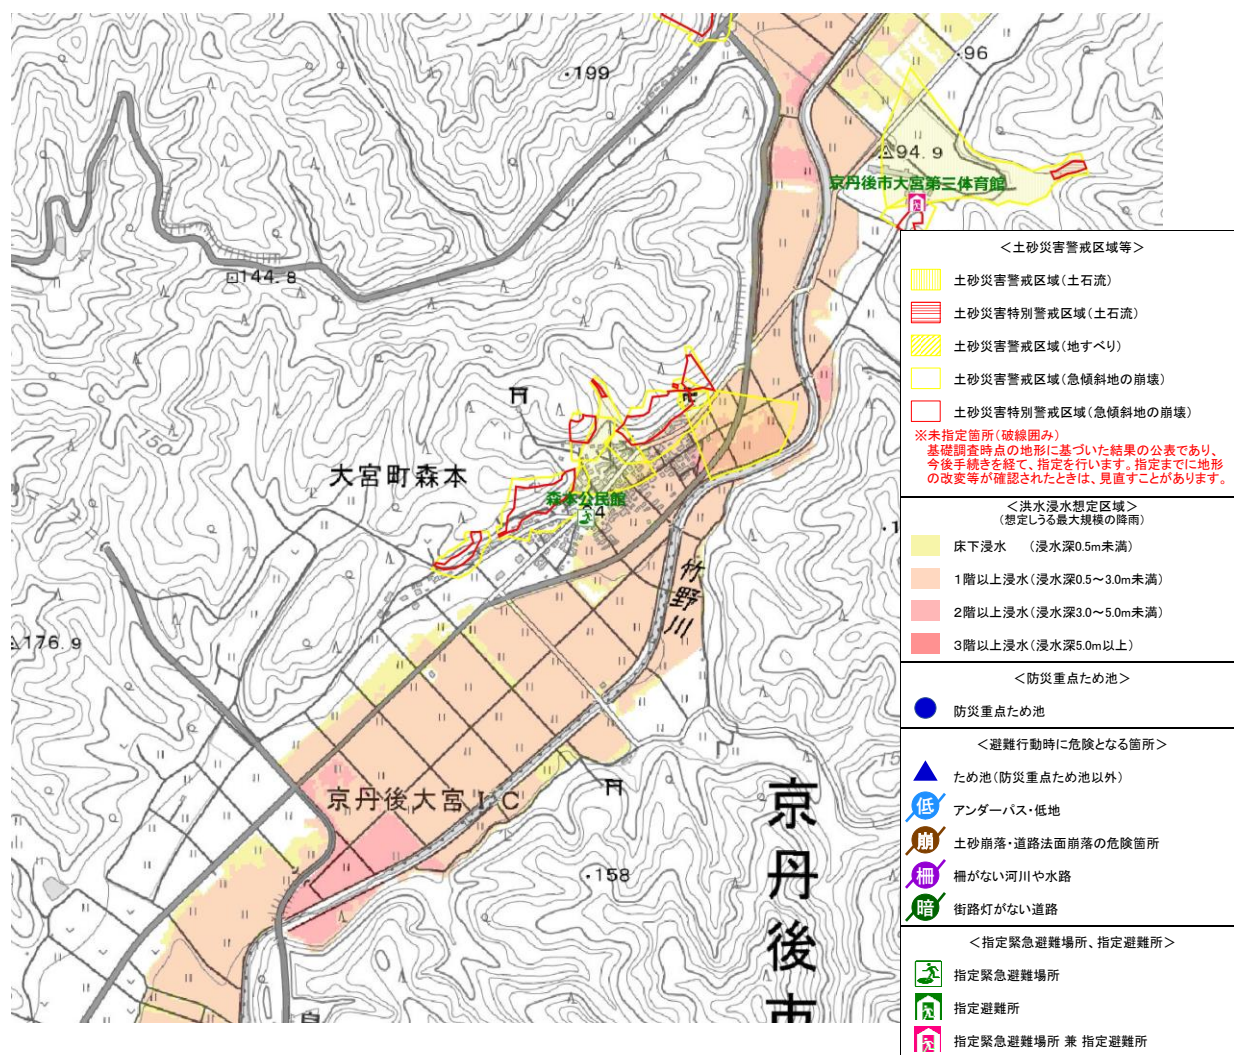 199
96
94.9
京丹後市大宮第三体育館
144.8
大宮町森本
森本公民館
竹野川
176.9
京丹後大宮IC
158
京丹後市
<土砂災害警戒区域等>
土砂災害警戒区域(土石流)
土砂災害特別警戒区域(土石流)
土砂災害警戒区域(地すべり)
土砂災害警戒区域(急傾斜地の崩壊)
土砂災害特別警戒区域(急傾斜地の崩壊)
※未指定箇所(破線囲み)
基礎調査時点の地形に基づいた結果の公表であり、
今後手続きを経て、指定を行います。指定までに地形
の改変等が確認されたときは、見直すことがあります。
<洪水浸水想定区域>
(想定しうる最大規模の降雨)
床下浸水 (浸水深0.5m未満)
1階以上浸水(浸水深0.5~3.0m未満)
2階以上浸水(浸水深3.0~5.0m未満)
3階以上浸水(浸水深5.0m以上)
<防災重点ため池>
防災重点ため池
<避難行動時に危険となる箇所>
ため池(防災重点ため池以外)
低 アンダーパス・低地
崩 土砂崩落・道路法面崩落の危険箇所
柵 柵がない河川や水路
暗 街路灯がない道路
<指定緊急避難場所、指定避難所>
指定緊急避難場所
指定避難所
指定緊急避難場所 兼 指定避難所